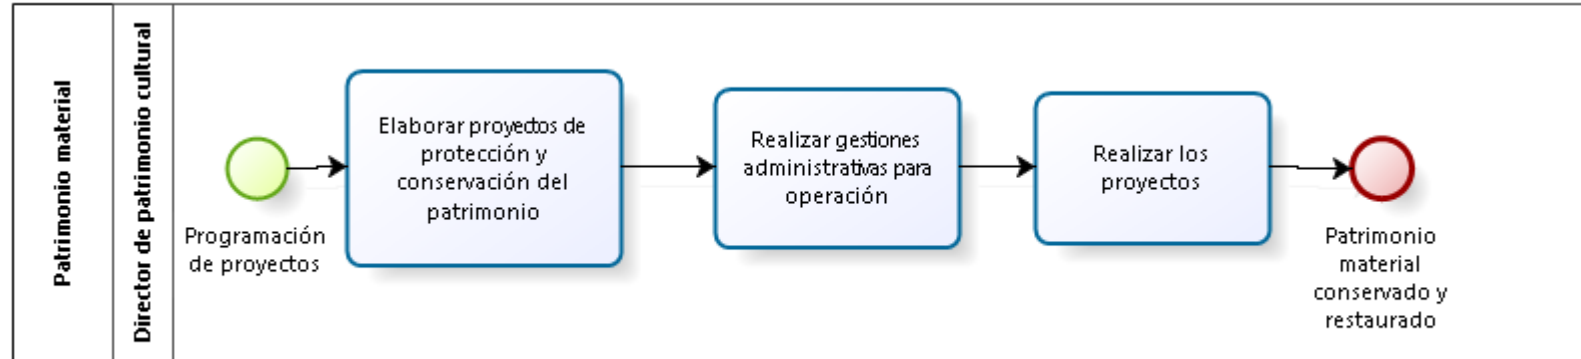 Patrimonio material
Director de patrimonio cultural
Programación
de proyectos
Elaborar proyectos de
protección y
conservación del
patrimonio
Realizar gestiones
administrativas para
operación
Realizar los
proyectos
Patrimonio
material
conservado y
restaurado